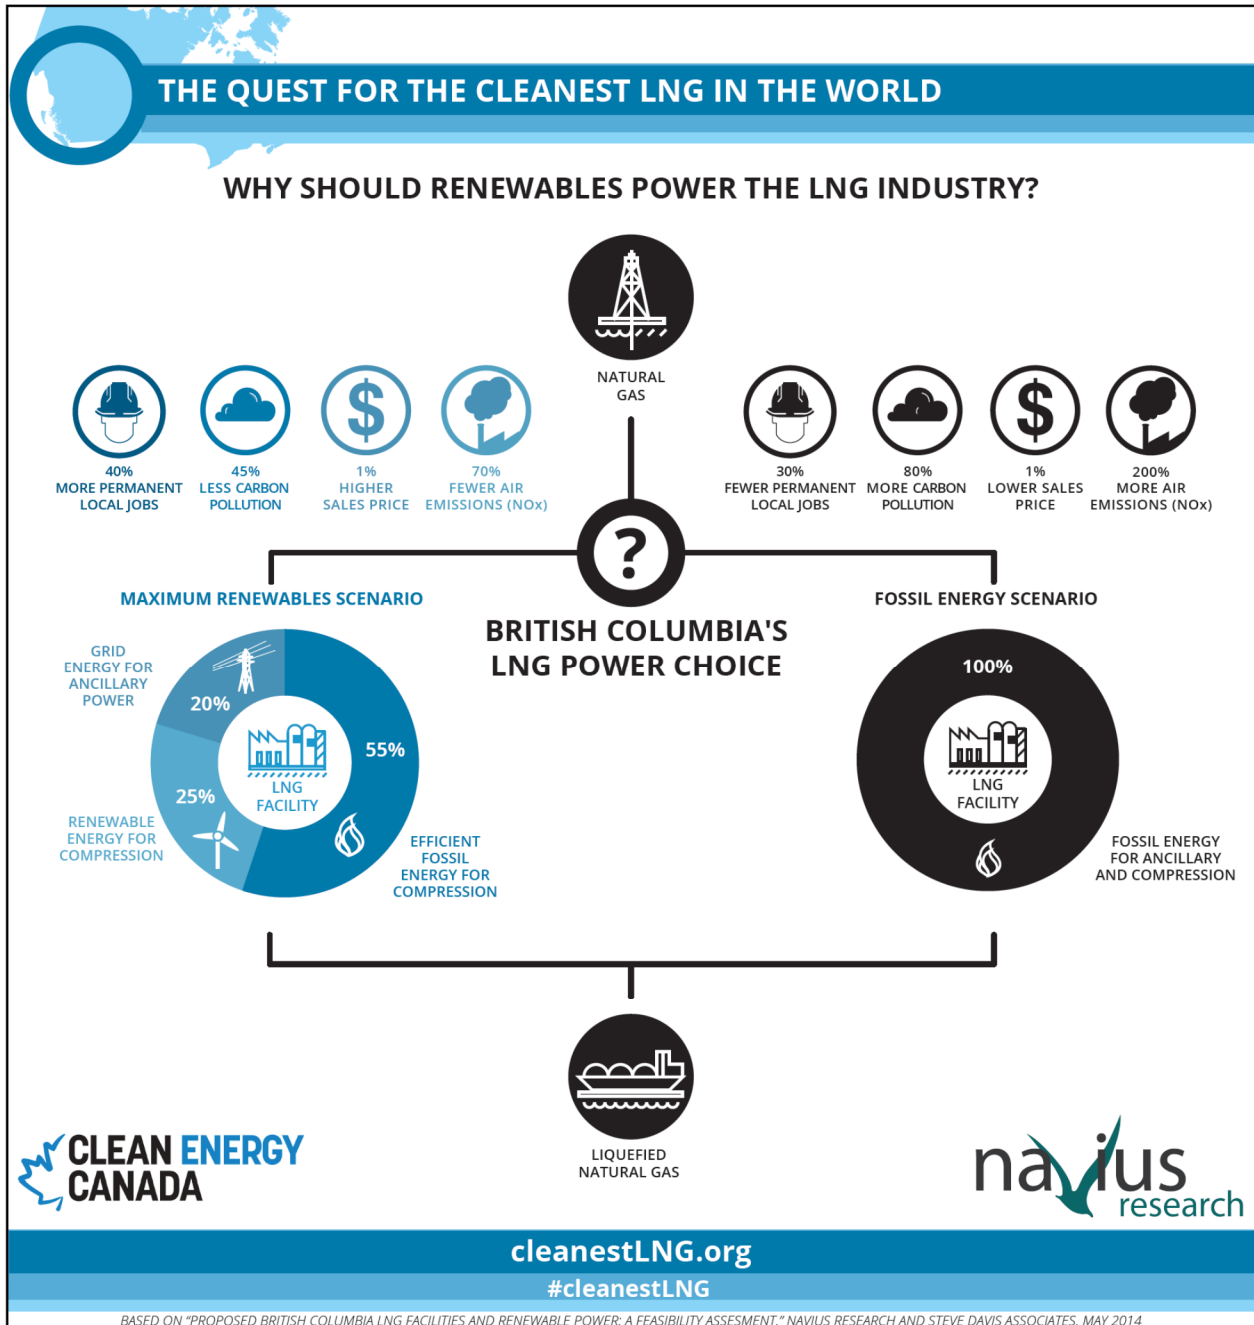 THE QUEST FOR THE CLEANEST LNG IN THE WORLD
WHY SHOULD RENEWABLES POWER THE LNG INDUSTRY?
NATURAL
GAS
40%
MORE PERMANENT
LOCAL JOBS
45%
LESS CARBON
POLLUTION
$
1%
HIGHER
SALES PRICE
70%
FEWER AIR
EMISSIONS (NOx)
30%
FEWER PERMANENT
LOCAL JOBS
80%
MORE CARBON
POLLUTION
$
1%
LOWER SALES
PRICE
200%
MORE AIR
EMISSIONS (NOx)
?
BRITISH COLUMBIA'S
LNG POWER CHOICE
MAXIMUM RENEWABLES SCENARIO
GRID
ENERGY FOR
ANCILLARY
POWER
20%
55%
25%
LNG
FACILITY
RENEWABLE
ENERGY FOR
COMPRESSION
EFFICIENT
FOSSIL
ENERGY FOR
COMPRESSION
FOSSIL ENERGY SCENARIO
100%
LNG
FACILITY
FOSSIL ENERGY
FOR ANCILLARY
AND COMPRESSION
LIQUEFIED
NATURAL GAS
CLEAN ENERGY
CANADA
navius
research
cleanestLNG.org
#cleanestLNG
BASED ON "PROPOSED BRITISH COLUMBIA LNG FACILITIES AND RENEWABLE POWER: A FEASIBILITY ASSESMENT," NAVIUS RESEARCH AND STEVE DAVIS ASSOCIATES, MAY 2014